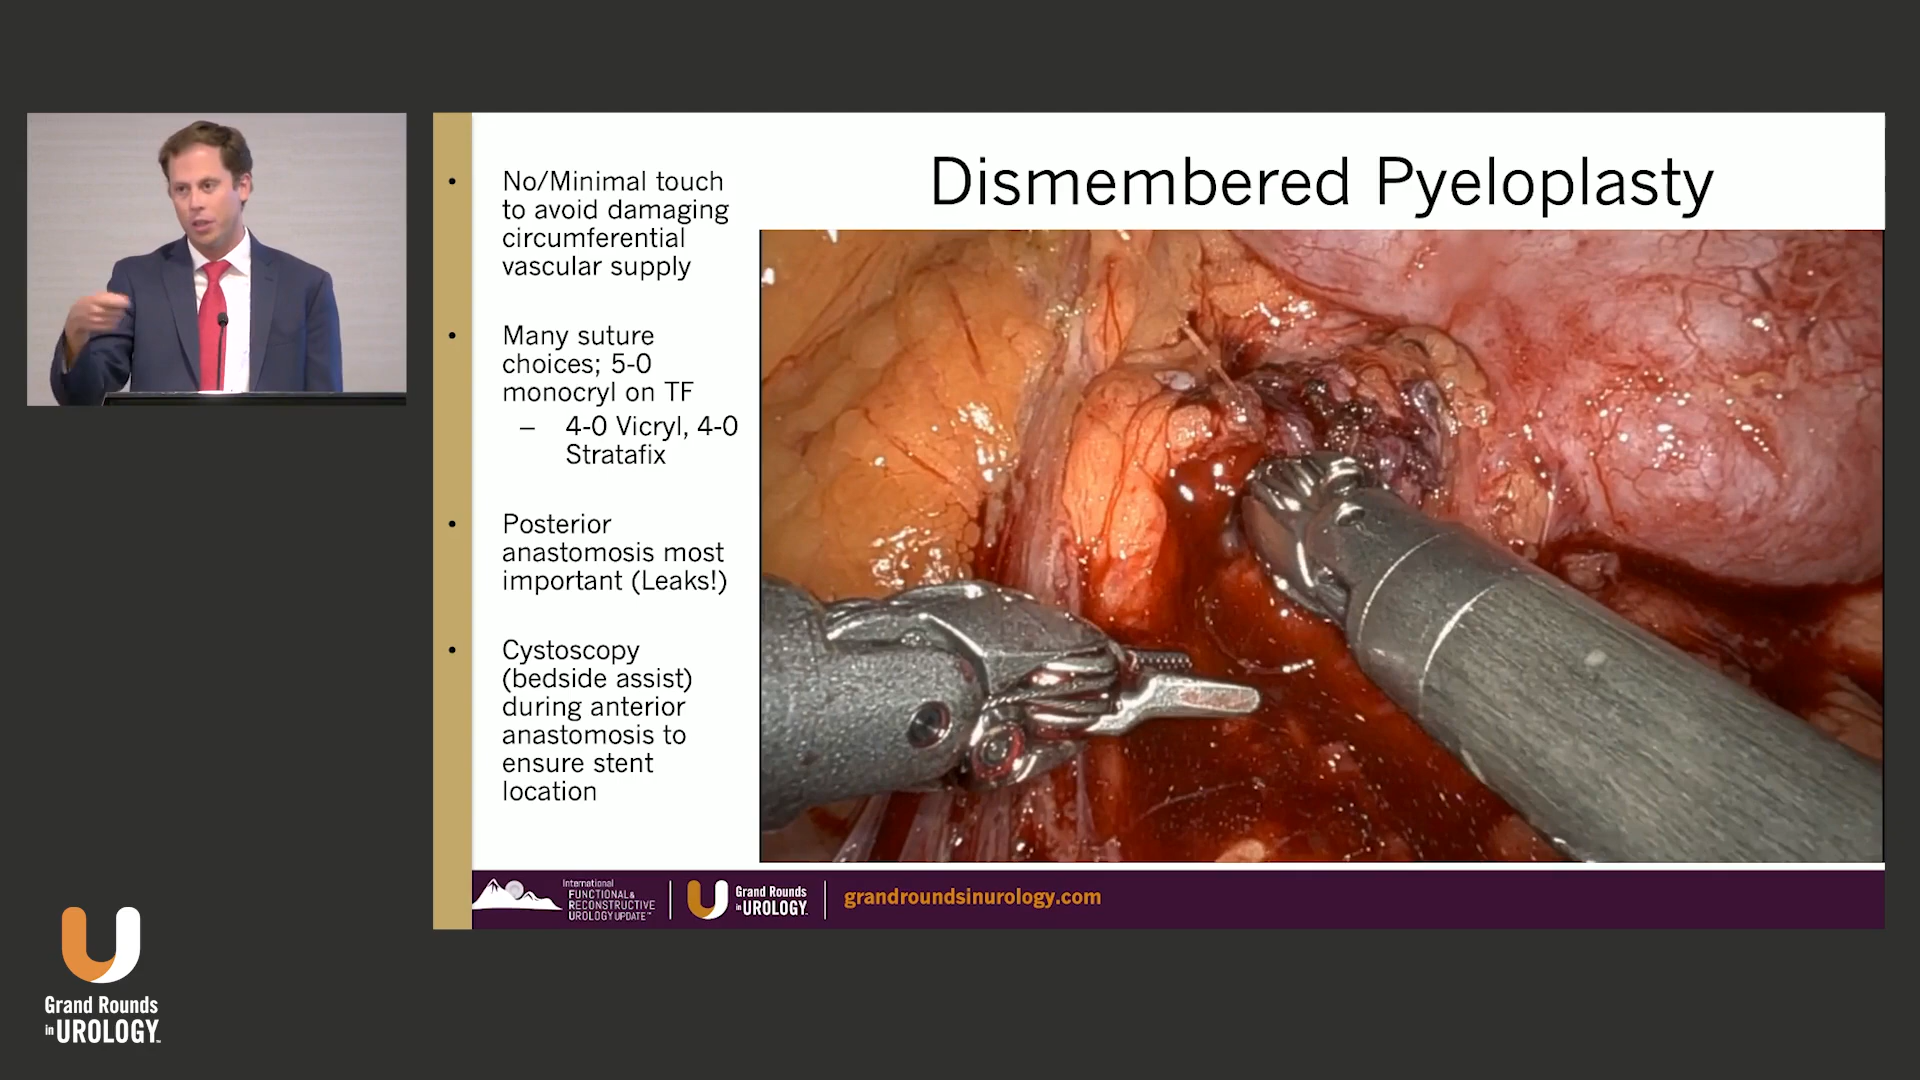 Dismembered Pyeloplasty
• No/Minimal touch
to avoid damaging
circumferential
vascular supply
• Many suture
choices; 5-0
monocryl on TF
– 4-0 Vicryl, 4-0
Stratafix
• Posterior
anastomosis most
important (Leaks!)
• Cystoscopy
(bedside assist)
during anterior
anastomosis to
ensure stent
location
International
FUNCTIONAL &
RECONSTRUCTIVE
UROLOGY UPDATE™
Grand Rounds
in UROLOGY
grandroundsinurology.com
Grand Rounds
in UROLOGY™